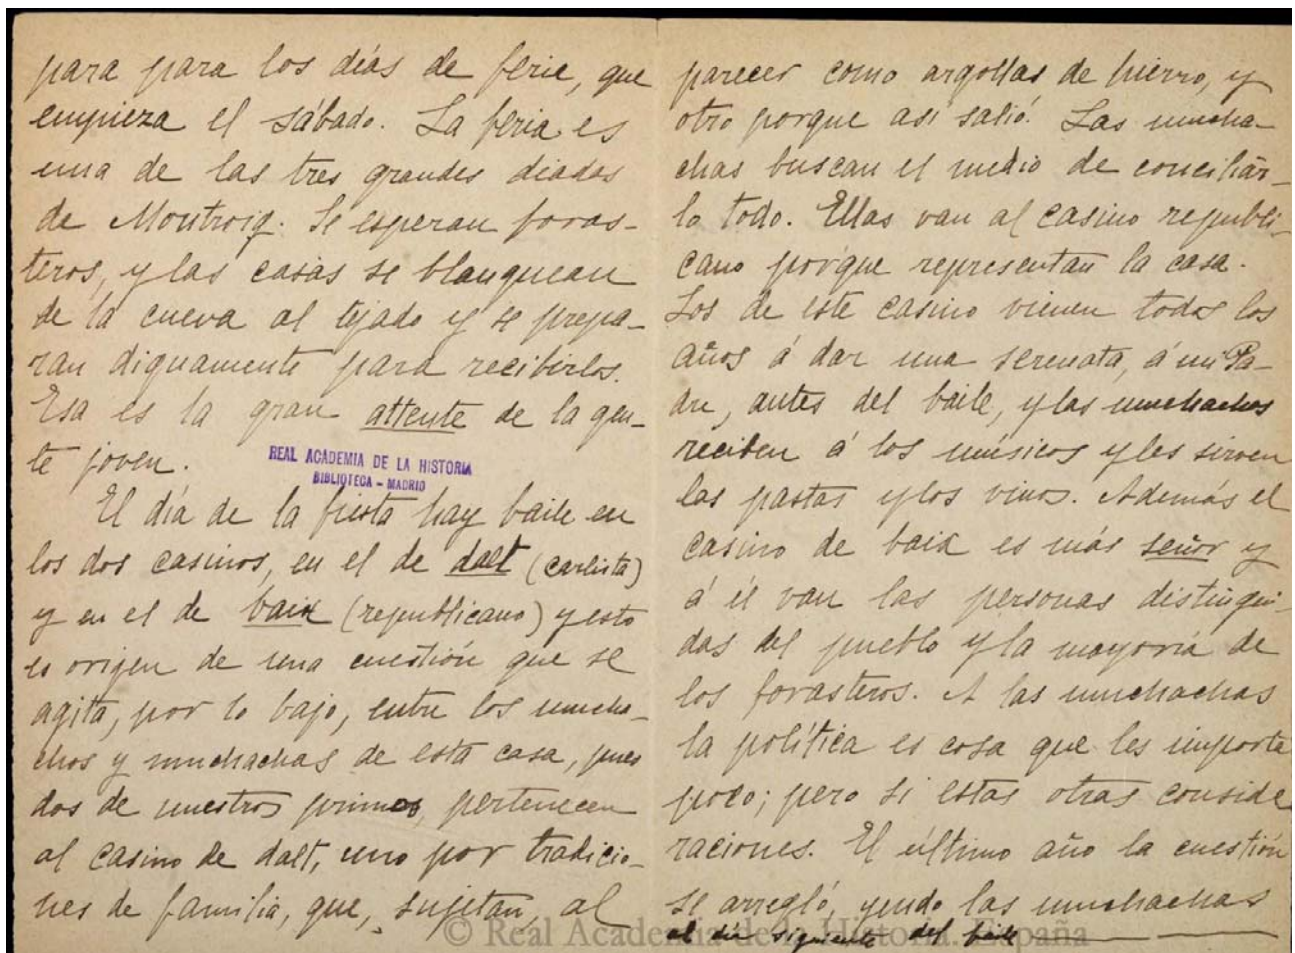 para para los días de ferie, que
empieza el sábado. La feria es
una de las tres grandes diadas
de Montroig. Se esperan foras-
teros, y las casas se blanquean
de la cueva al tejado y se prepa-
ran dignamente para recibirlos.
Esa es la gran attente de la gen-
te joven.
REAL ACADEMIA DE LA HISTORIA
BIBLIOTECA - MADRID
El día de la fiesta hay baile en
los dos casinos, en el de dalt (carlista)
y en el de baix (republicano) y esto
es orijen de una cuestión que se
agita, por lo bajo, entre los mucha-
chos y muchachas de esta casa, pues
dos de nuestros primos, pertenecen
al casino de dalt, uno por tradicio-
nes de familia, que, sujetan, al
parecer como argollas de hierro, y
otro porque así salió. Las mucha-
chas buscan el medio de conciliar-
lo todo. Ellas van al casino republi-
cano porque representan la casa.
Los de este casino vienen todos los
años á dar una serenata, á mi Pa-
dre, antes del baile, y las muchachas
reciben á los músicos y les sirven
las pastas y los vinos. Además el
casino de baix es más señor y
á él van las personas distingui-
das del pueblo y la mayoría de
los forasteros. A las muchachas
la política es cosa que les importa
poco; pero si estas otras conside
raciones. El último año la cuestión
se arregló, yendo las muchachas
al día siguiente del baile
© Real Academia de la Historia. España